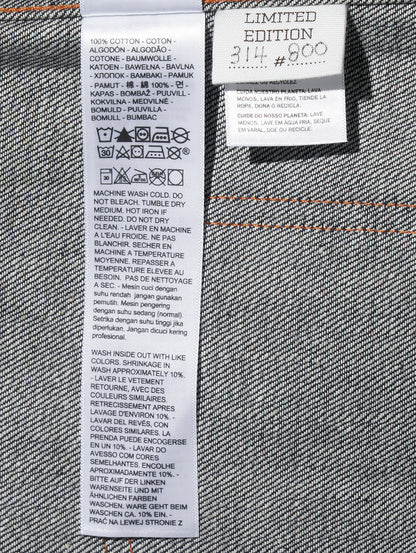 100% COTTON - COTON -
ALGODÓN - ALGODÃO -
COTONE - BAUMWOLLE -
KATOEN - BAWEŁNA - BAVLNA
- ХЛОПОК - BAMBAKI - PAMUK
- PAMUT - 棉 - 綿 100% - 면 -
KAPAS - BOMBAŽ - PUUVILL -
KOKVILNA - MEDVILNĖ -
BOMULD - PUUVILLA -
BOMULL - BUMBAC
30
30
MACHINE WASH COLD. DO
NOT BLEACH. TUMBLE DRY
MEDIUM. HOT IRON IF
NEEDED. DO NOT DRY
CLEAN. - LAVER EN MACHINE
A L'EAU FROIDE. NE PAS
BLANCHIR. SECHER EN
MACHINE A TEMPERATURE
MOYENNE. REPASSER A
TEMPERATURE ELEVEE AU
BESOIN. PAS DE NETTOYAGE
A SEC. - Mesin cuci dengan
suhu rendah jangan gunakan
pemutih. Mesin pengering
dengan suhu sedang (normal)
Setrika dengan suhu tinggi jika
diperlukan. Jangan dicuci kering
profesional.
WASH INSIDE OUT WITH LIKE
COLORS. SHRINKAGE IN
WASH APPROXIMATELY 10%.
- LAVER LE VETEMENT
RETOURNE, AVEC DES
COULEURS SIMILAIRES.
RETRECISSEMENT APRES
LAVAGE D'ENVIRON 10%. -
LAVAR DEL REVÉS, CON
COLORES SIMILARES. LA
PRENDA PUEDE ENCOGERSE
EN UN 10%. - LAVAR DO
AVESSO COM CORES
SEMELHANTES. ENCOLHE
APROXIMADAMENTE 10%. -
BITTE AUF DER LINKEN
WARENSEITE UND MIT
ÄHNLICHEN FARBEN
WASCHEN. EINLAUF BEIM
WASCHEN CA. 10% EIN. -
PRAĆ NA LEWEJ STRONIE Z
LIMITED
EDITION
314 # 800
OR RECYCLEZ
CUIDA NUESTRO PLANETA: LAVA
MENOS, LAVA EN FRÍO, TIENDE LA
ROPA, DONA O RECICLA.
CUIDE DO NOSSO PLANETA: LAVE
MENOS, LAVE EM ÁGUA FRIA, SEQUE
EM VARAL, DOE OU RECICLE.